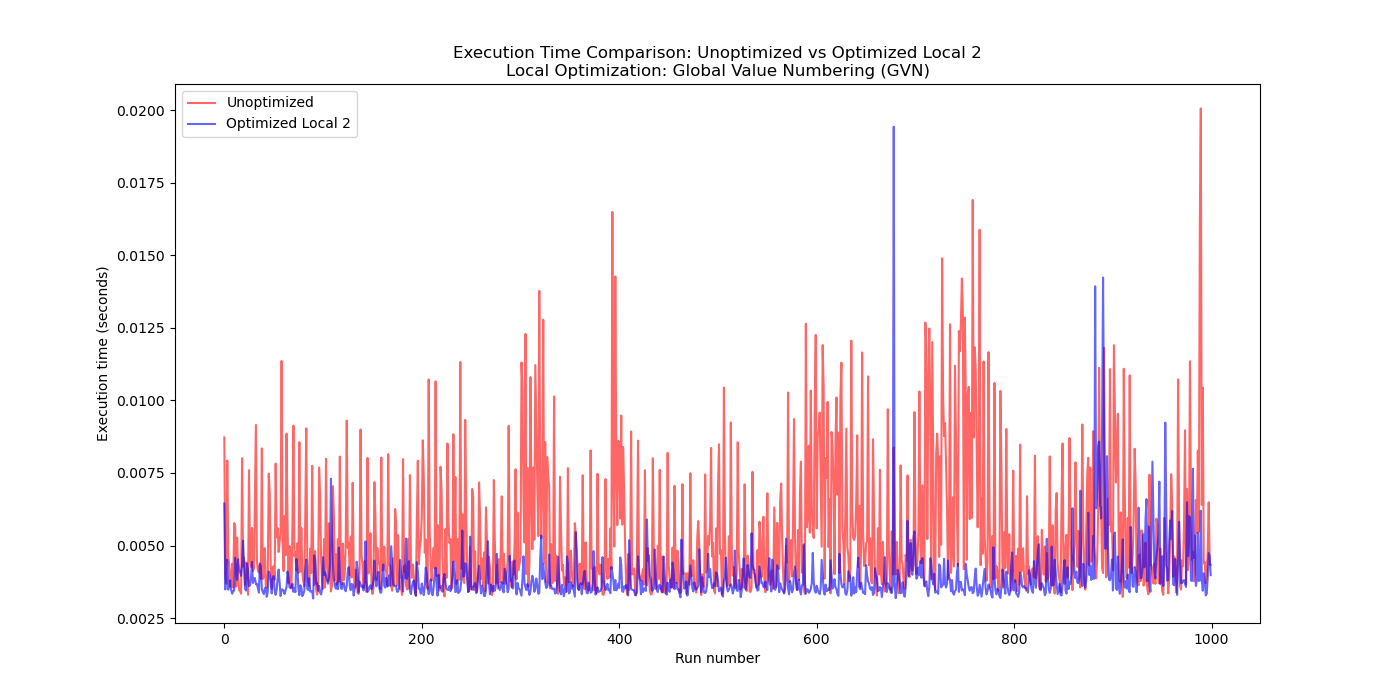 Execution Time Comparison: Unoptimized vs Optimized Local 2
Local Optimization: Global Value Numbering (GVN)
Unoptimized
Optimized Local 2
0.0200
0.0175
0.0150
0.0125
0.0100
0.0075
0.0050
0.0025
Execution time (seconds)
0
200
400
600
800
1000
Run number